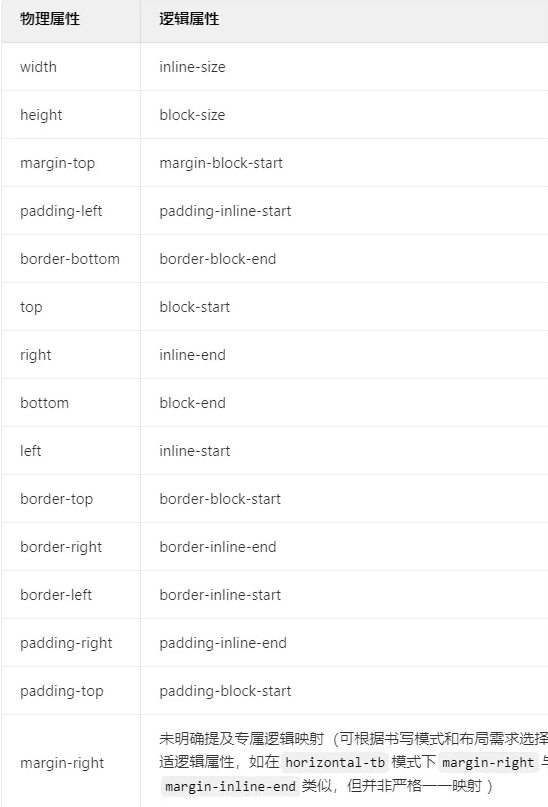 物理属性 逻辑属性
width inline-size
height block-size
margin-top margin-block-start
padding-left padding-inline-start
border-bottom border-block-end
top block-start
right inline-end
bottom block-end
left inline-start
border-top border-block-start
border-right border-inline-end
border-left border-inline-start
padding-right padding-inline-end
padding-top padding-block-start
未明确提及专属逻辑映射（可根据书写模式和布局需求选择
margin-right 适逻辑属性，如在 horizontal-tb 模式下 margin-right 与
margin-inline-end 类似，但并非严格一一映射 ）